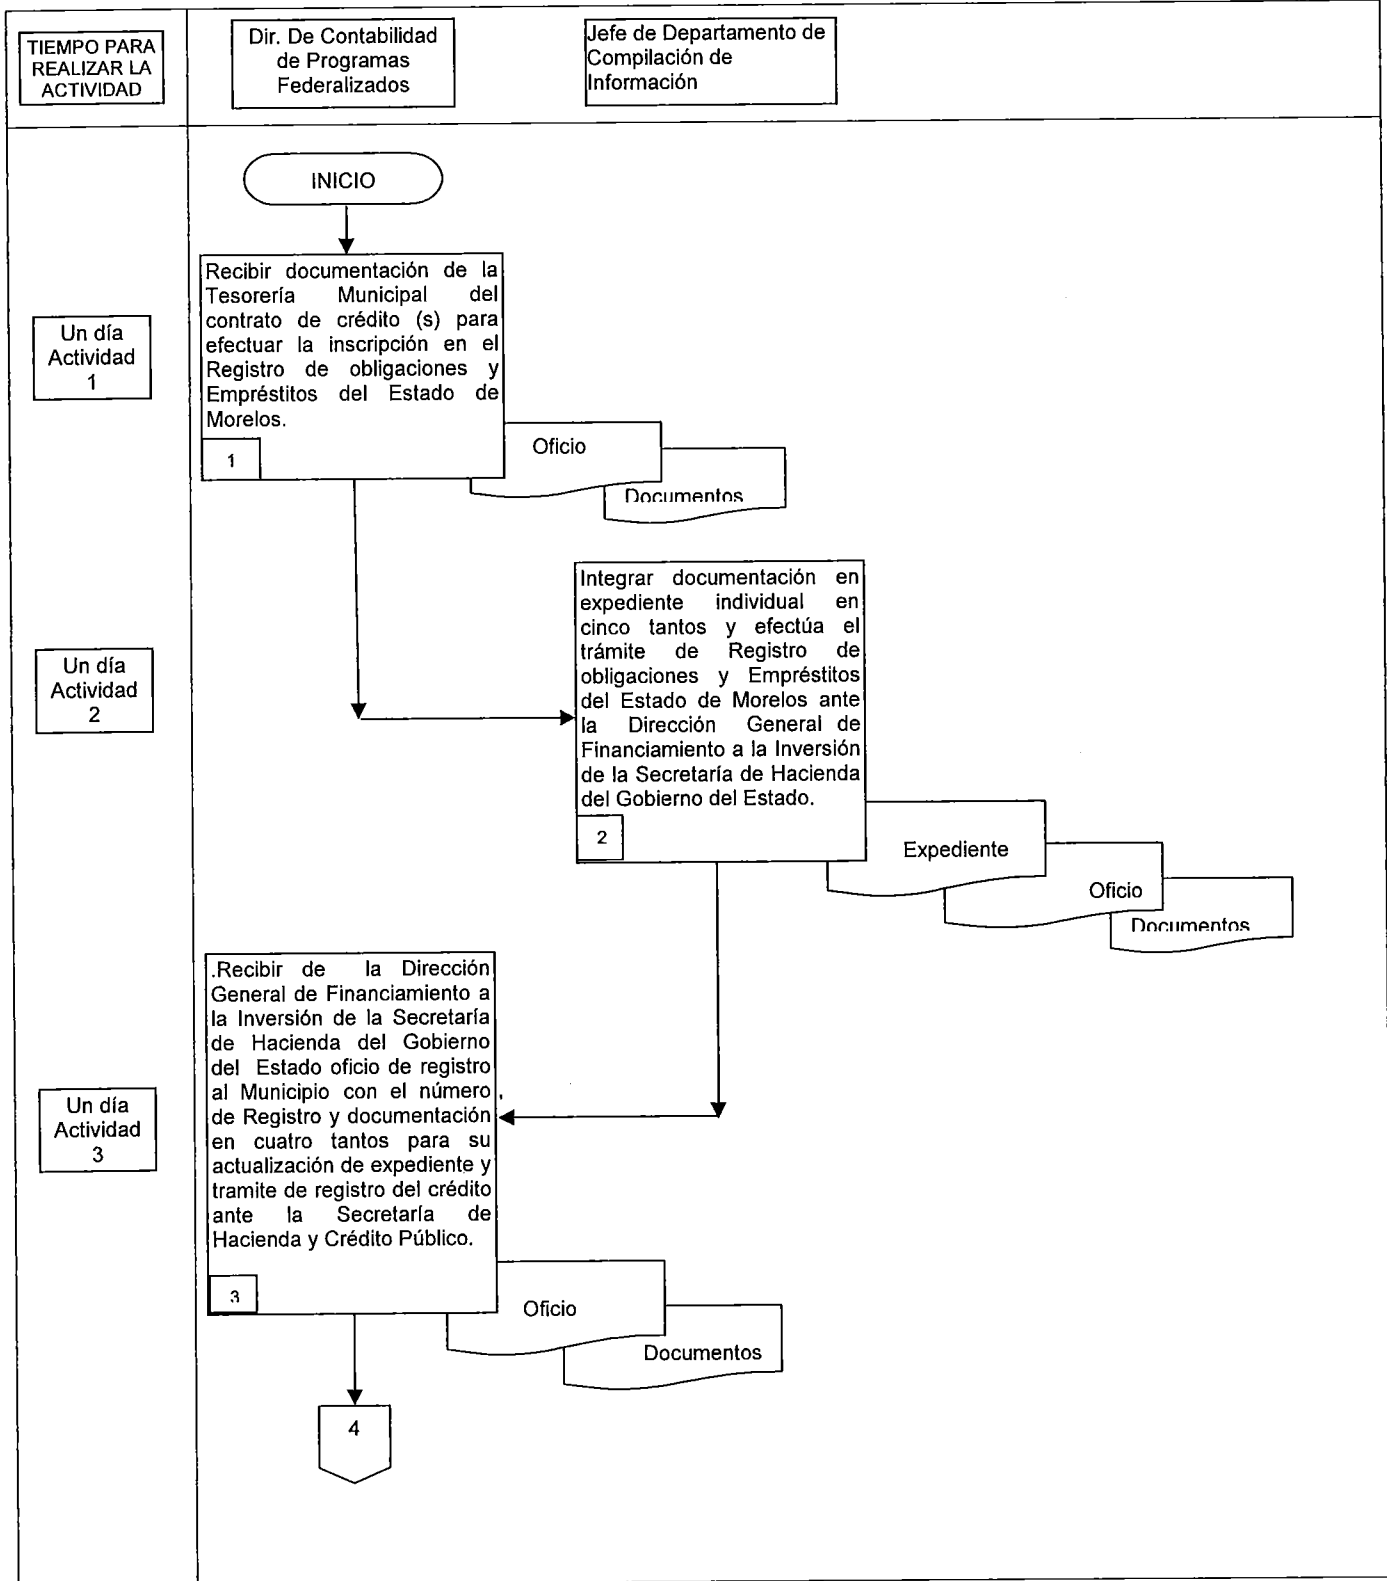 TIEMPO PARA
REALIZAR LA
ACTIVIDAD
Dir. De Contabilidad
de Programas
Federalizados
Jefe de Departamento de
Compilación de
Información
INICIO
Un día
Actividad
1
Recibir documentación de la
Tesorería Municipal del
contrato de crédito (s) para
efectuar la inscripción en el
Registro de obligaciones y
Empréstitos del Estado de
Morelos.
1
Oficio
Documentos
Un día
Actividad
2
Integrar documentación en
expediente individual en
cinco tantos y efectúa el
trámite de Registro de
obligaciones y Empréstitos
del Estado de Morelos ante
la Dirección General de
Financiamiento a la Inversión
de la Secretaría de Hacienda
del Gobierno del Estado.
2
Expediente
Oficio
Documentos
Un día
Actividad
3
.Recibir de la Dirección
General de Financiamiento a
la Inversión de la Secretaría
de Hacienda del Gobierno
del Estado oficio de registro
al Municipio con el número
de Registro y documentación
en cuatro tantos para su
actualización de expediente y
tramite de registro del crédito
ante la Secretaría de
Hacienda y Crédito Público.
3
Oficio
Documentos
4